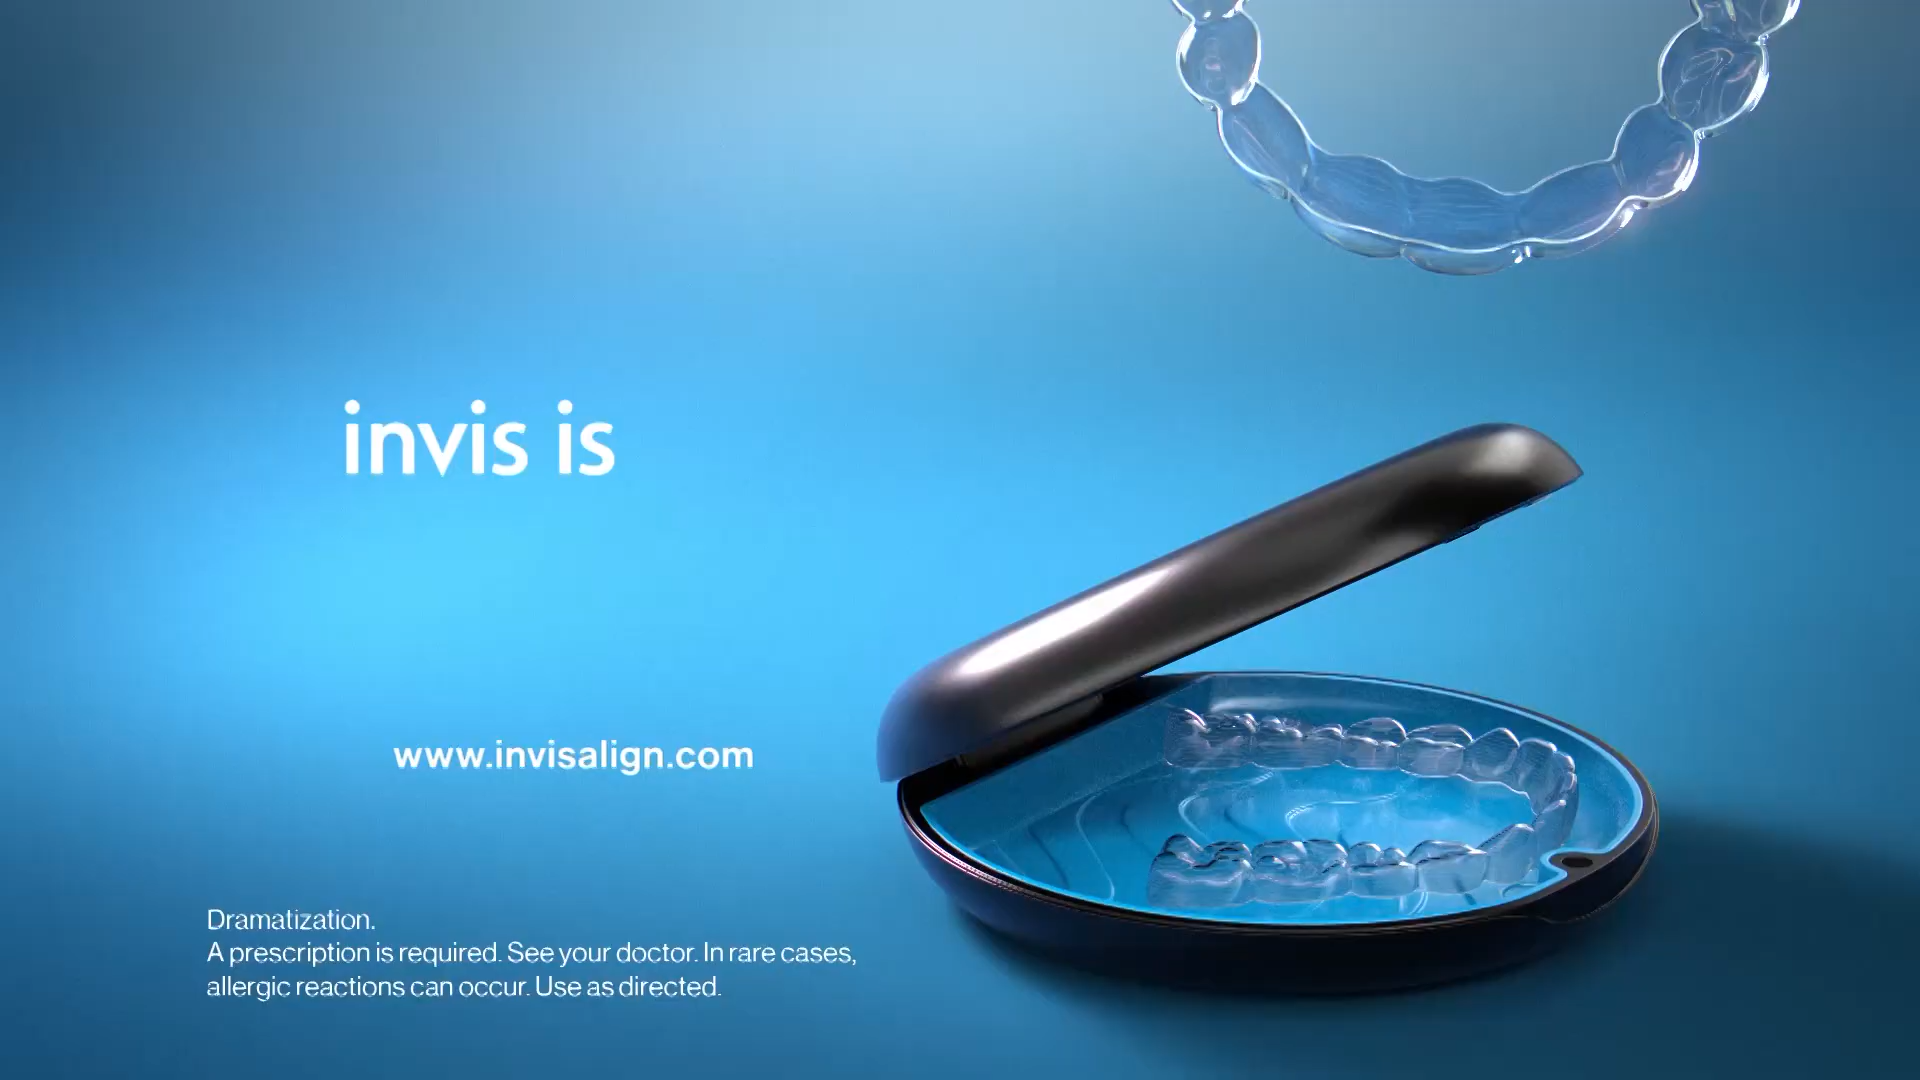 invis is
www.invisalign.com
Dramatization.
A prescription is required. See your doctor. In rare cases,
allergic reactions can occur. Use as directed.